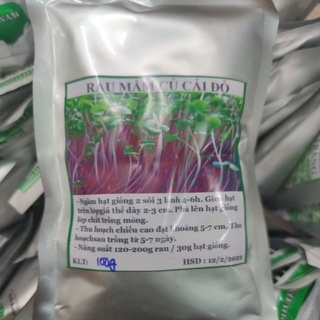 RAU MẦM CỦ CẢI ĐỎ
- Ngâm hạt giống 2 sôi 3 lạnh 4-6h. Gieo hạt
trên lớp giá thể dày 2-3 cm. Phủ lên hạt giống
lớp chất trồng mỏng.
- Thu hoạch chiều cao đạt khoảng 5-7 cm. Thu
hoạch sau trồng từ 5-7 ngày.
- Năng suất 120-200g rau / 30g hạt giống.
KLT: 100g HSD : 12/2/2022